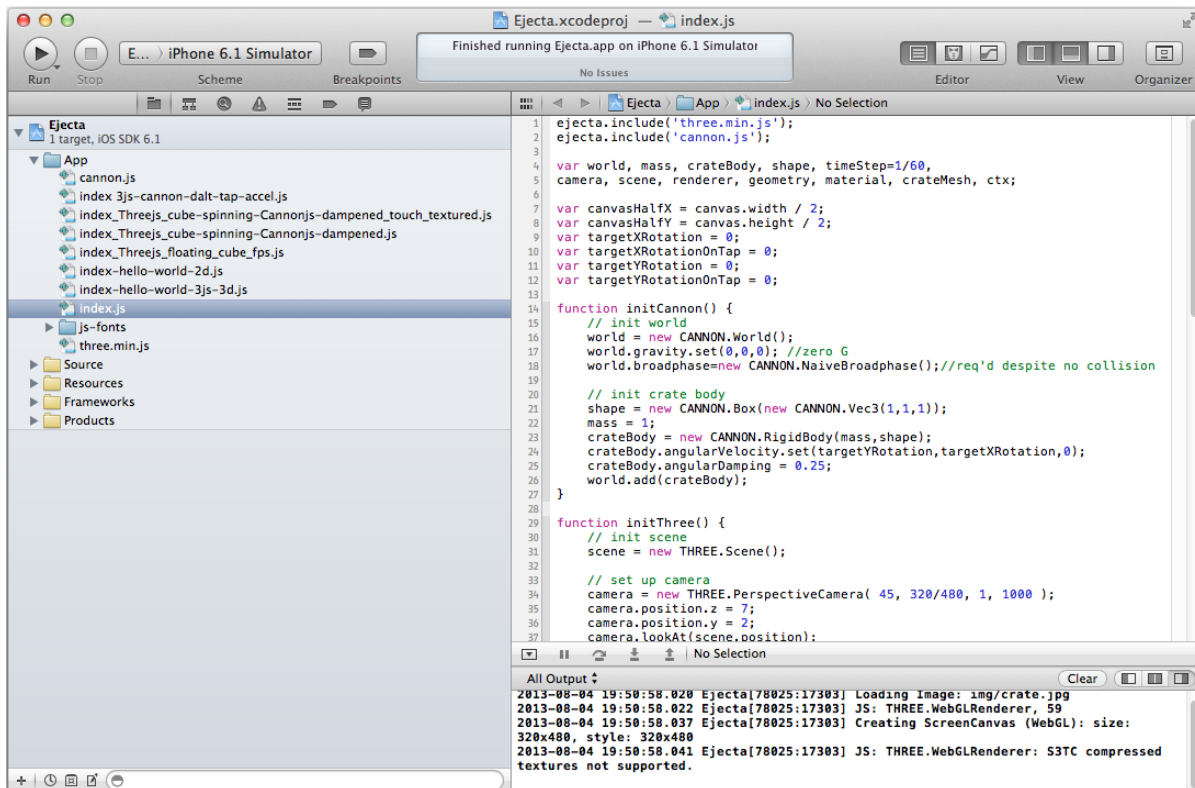 Ejecta.xcodeproj — index.js
E... 〉 iPhone 6.1 Simulator
Finished running Ejecta.app on iPhone 6.1 Simulator
No Issues
Run Stop Scheme Breakpoints Editor View Organizer
Ejecta 〉 App 〉 index.js 〉 No Selection
Ejecta
1 target, iOS SDK 6.1
App
cannon.js
index 3js-cannon-dalt-tap-accel.js
index_Threejs_cube-spinning-Cannonjs-dampened_touch_textured.js
index_Threejs_cube-spinning-Cannonjs-dampened.js
index_Threejs_floating_cube_fps.js
index-hello-world-2d.js
index-hello-world-3js-3d.js
index.js
js-fonts
three.min.js
Source
Resources
Frameworks
Products
1 ejecta.include('three.min.js');
2 ejecta.include('cannon.js');
3
4 var world, mass, crateBody, shape, timeStep=1/60,
5 camera, scene, renderer, geometry, material, crateMesh, ctx;
6
7 var canvasHalfX = canvas.width / 2;
8 var canvasHalfY = canvas.height / 2;
9 var targetXRotation = 0;
10 var targetXRotationOnTap = 0;
11 var targetYRotation = 0;
12 var targetYRotationOnTap = 0;
13
14 function initCannon() {
15     // init world
16     world = new CANNON.World();
17     world.gravity.set(0,0,0); //zero G
18     world.broadphase=new CANNON.NaiveBroadphase();//req'd despite no collision
19
20     // init crate body
21     shape = new CANNON.Box(new CANNON.Vec3(1,1,1));
22     mass = 1;
23     crateBody = new CANNON.RigidBody(mass,shape);
24     crateBody.angularVelocity.set(targetYRotation,targetXRotation,0);
25     crateBody.angularDamping = 0.25;
26     world.add(crateBody);
27 }
28
29 function initThree() {
30     // init scene
31     scene = new THREE.Scene();
32
33     // set up camera
34     camera = new THREE.PerspectiveCamera( 45, 320/480, 1, 1000 );
35     camera.position.z = 7;
36     camera.position.y = 2;
37     camera.lookAt(scene.position);
No Selection
All Output Clear
2013-08-04 19:50:58.020 Ejecta[78025:17303] Loading Image: img/crate.jpg
2013-08-04 19:50:58.022 Ejecta[78025:17303] JS: THREE.WebGLRenderer, 59
2013-08-04 19:50:58.037 Ejecta[78025:17303] Creating ScreenCanvas (WebGL): size:
320x480, style: 320x480
2013-08-04 19:50:58.041 Ejecta[78025:17303] JS: THREE.WebGLRenderer: S3TC compressed
textures not supported.